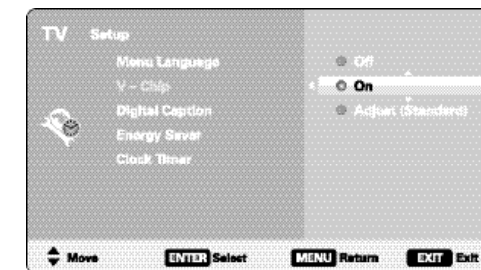 TV Setup
Menu Language Off
V - Chip On
Digital Caption Adjust (Standard)
Energy Saver
Clock Timer
Move ENTER Select MENU Return EXIT Exit